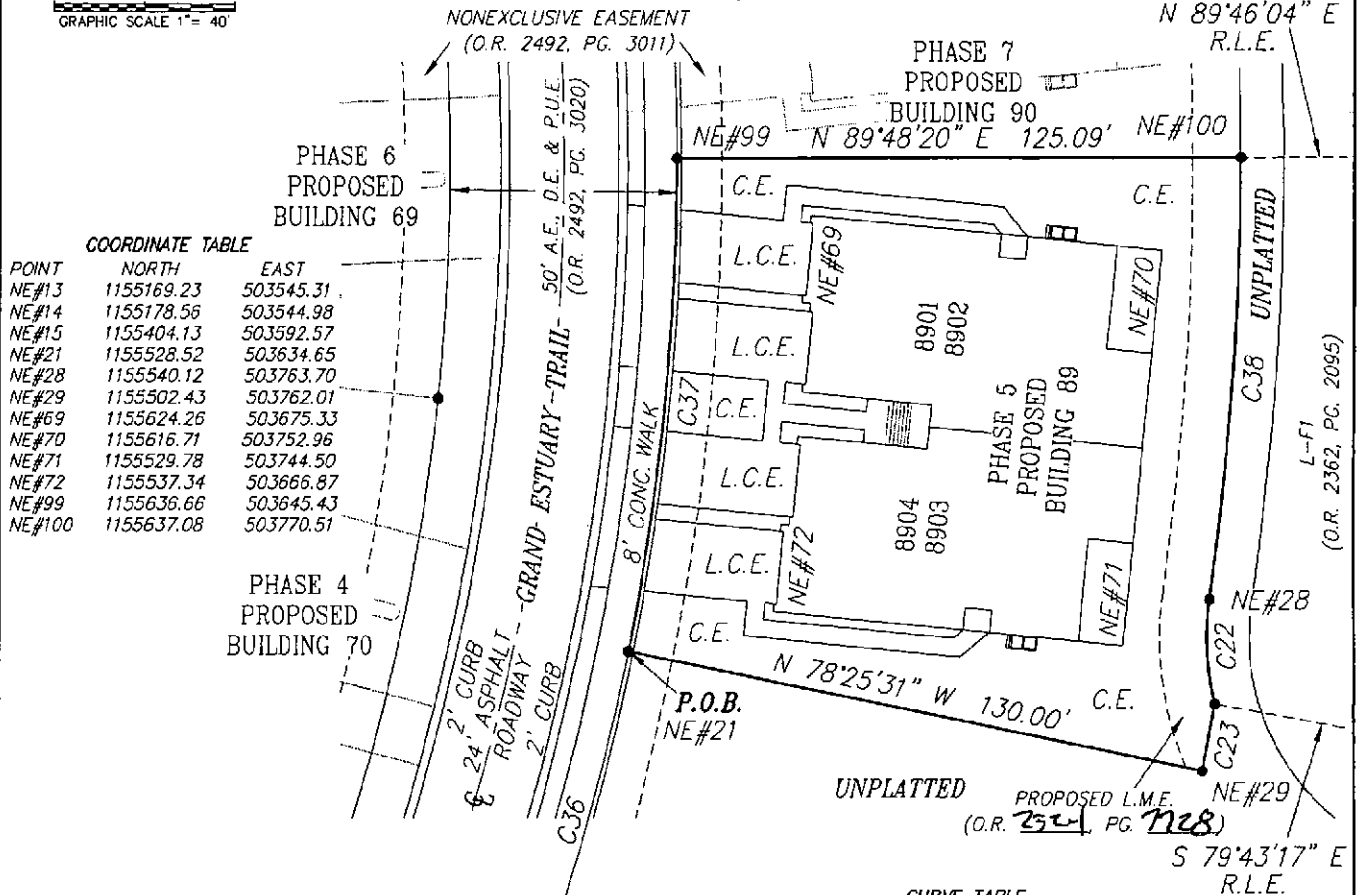 GRAPHIC SCALE 1"= 40'
NONEXCLUSIVE EASEMENT
(O.R. 2492, PG. 3011)
N 89°46'04" E
R.L.E.
PHASE 7
PROPOSED
BUILDING 90
NE#99 N 89°48'20" E 125.09' NE#100
PHASE 6
PROPOSED
BUILDING 69
50' A.E., D.E. & P.U.E.
(O.R. 2492, PG. 3020)
C.E.
C.E.
UNPLATTED
COORDINATE TABLE
POINT NORTH EAST
NE#13 1155169.23 503545.31
NE#14 1155178.56 503544.98
NE#15 1155404.13 503592.57
NE#21 1155528.52 503634.65
NE#28 1155540.12 503763.70
NE#29 1155502.43 503762.01
NE#69 1155624.26 503675.33
NE#70 1155616.71 503752.96
NE#71 1155529.78 503744.50
NE#72 1155537.34 503666.87
NE#99 1155636.66 503645.43
NE#100 1155637.08 503770.51
L.C.E.
NE#69
NE#70
8901
8902
L.C.E.
C38
L-F1
(O.R. 2362, PG. 2095)
C37
C.E.
PHASE 5
PROPOSED
BUILDING 89
GRAND ESTUARY TRAIL
8' CONC. WALK
L.C.E.
8904
8903
L.C.E.
NE#72
NE#71
PHASE 4
PROPOSED
BUILDING 70
NE#28
C.E.
C22
N 78°25'31" W 130.00'
C.E.
2' CURB
24' ASPHALT
ROADWAY
2' CURB
P.O.B.
NE#21
C23
C36
UNPLATTED
PROPOSED L.M.E.
(O.R. PG. )
NE#29
S 79°43'17" E
R.L.E.
CURVE TABLE